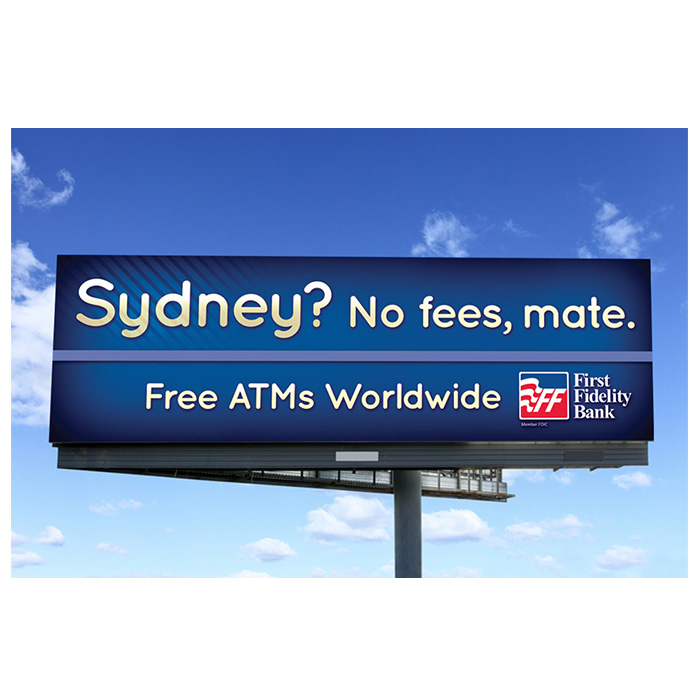 Sydney? No fees, mate.
Free ATMs Worldwide
FF
First
Fidelity
Bank
Member FDIC